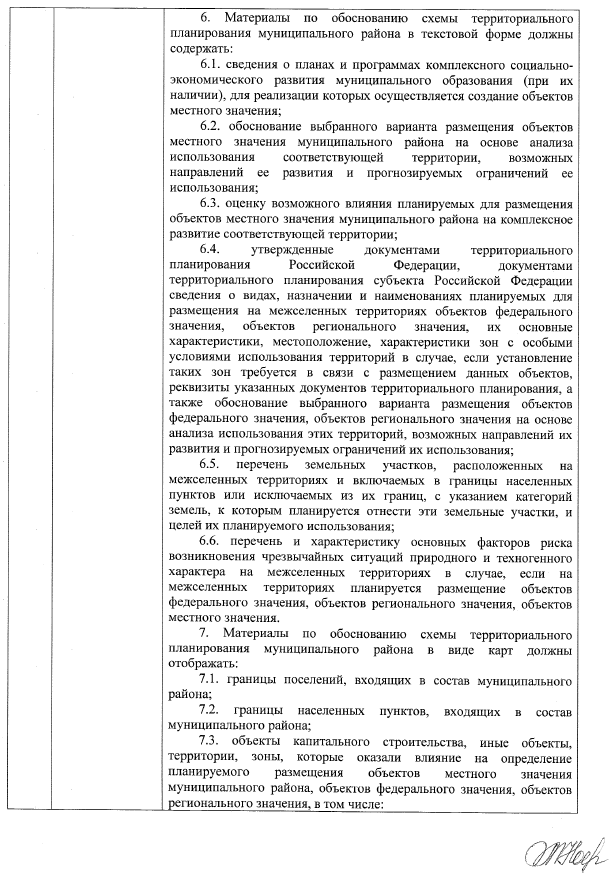 6. Материалы по обоснованию схемы территориального
планирования муниципального района в текстовой форме должны
содержать:
6.1. сведения о планах и программах комплексного социально-
экономического развития муниципального образования (при их
наличии), для реализации которых осуществляется создание объектов
местного значения;
6.2. обоснование выбранного варианта размещения объектов
местного значения муниципального района на основе анализа
использования соответствующей территории, возможных
направлений ее развития и прогнозируемых ограничений ее
использования;
6.3. оценку возможного влияния планируемых для размещения
объектов местного значения муниципального района на комплексное
развитие соответствующей территории;
6.4. утвержденные документами территориального
планирования Российской Федерации, документами
территориального планирования субъекта Российской Федерации
сведения о видах, назначении и наименованиях планируемых для
размещения на межселенных территориях объектов федерального
значения, объектов регионального значения, их основные
характеристики, местоположение, характеристики зон с особыми
условиями использования территорий в случае, если установление
таких зон требуется в связи с размещением данных объектов,
реквизиты указанных документов территориального планирования, а
также обоснование выбранного варианта размещения объектов
федерального значения, объектов регионального значения на основе
анализа использования этих территорий, возможных направлений их
развития и прогнозируемых ограничений их использования;
6.5. перечень земельных участков, расположенных на
межселенных территориях и включаемых в границы населенных
пунктов или исключаемых из их границ, с указанием категорий
земель, к которым планируется отнести эти земельные участки, и
целей их планируемого использования;
6.6. перечень и характеристику основных факторов риска
возникновения чрезвычайных ситуаций природного и техногенного
характера на межселенных территориях в случае, если на
межселенных территориях планируется размещение объектов
федерального значения, объектов регионального значения, объектов
местного значения.
7. Материалы по обоснованию схемы территориального
планирования муниципального района в виде карт должны
отображать:
7.1. границы поселений, входящих в состав муниципального
района;
7.2. границы населенных пунктов, входящих в состав
муниципального района;
7.3. объекты капитального строительства, иные объекты,
территории, зоны, которые оказали влияние на определение
планируемого размещения объектов местного значения
муниципального района, объектов федерального значения, объектов
регионального значения, в том числе: